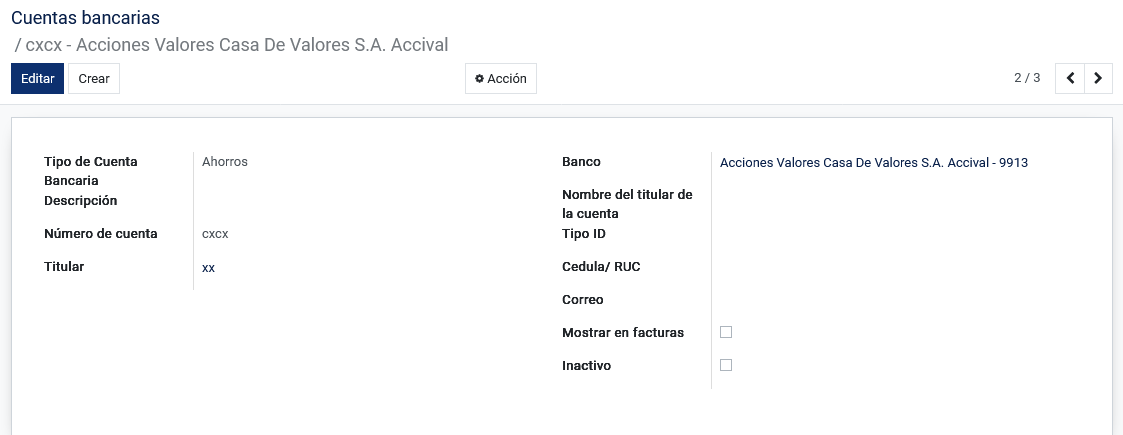 Cuentas bancarias
/ cxcx - Acciones Valores Casa De Valores S.A. Accival
Editar Crear Acción 2 / 3
Tipo de Cuenta Bancaria Ahorros
Descripción
Número de cuenta cxcx
Titular xx
Banco Acciones Valores Casa De Valores S.A. Accival - 9913
Nombre del titular de
la cuenta
Tipo ID
Cedula/ RUC
Correo
Mostrar en facturas
Inactivo